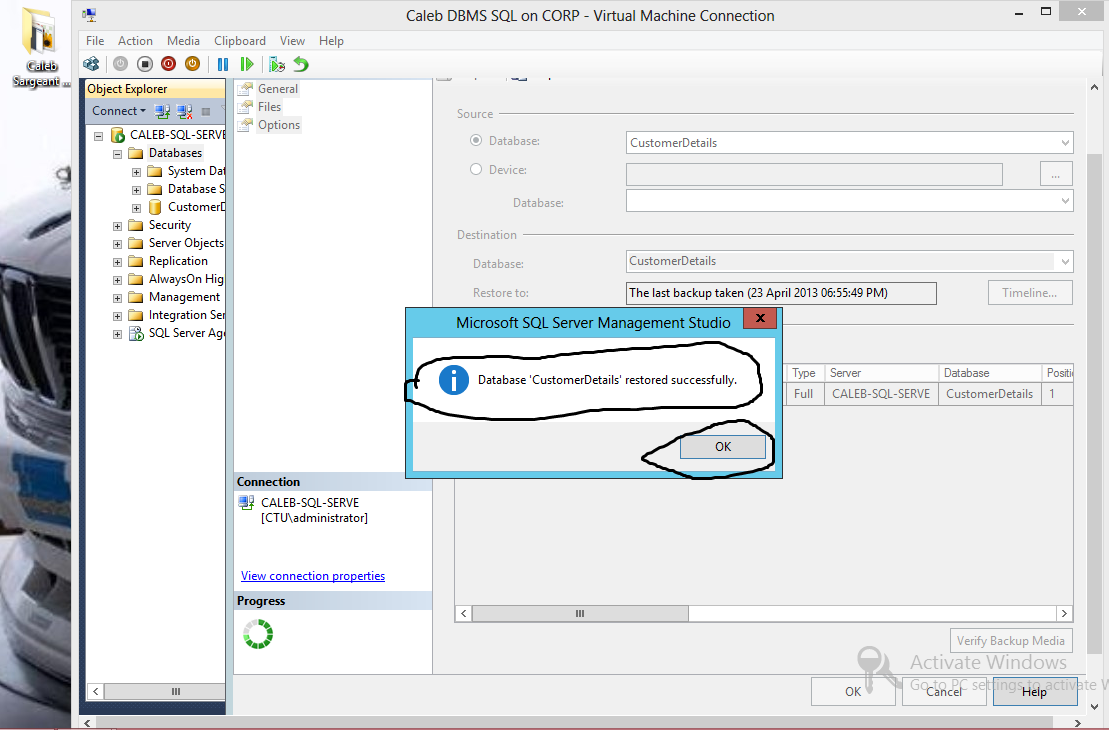 Caleb
Sargeant ...
Caleb DBMS SQL on CORP - Virtual Machine Connection
File Action Media Clipboard View Help
Object Explorer
Connect
CALEB-SQL-SERVE
Databases
System Dat
Database S
CustomerD
Security
Server Objects
Replication
AlwaysOn Hig
Management
Integration Ser
SQL Server Age
General
Files
Options
Connection
CALEB-SQL-SERVE
[CTU\administrator]
View connection properties
Progress
Source
Database: CustomerDetails
Device: ...
Database:
Destination
Database: CustomerDetails
Restore to: The last backup taken (23 April 2013 06:55:49 PM) Timeline...
Microsoft SQL Server Management Studio x
Database 'CustomerDetails' restored successfully.
OK
Type Server Database Positi
Full CALEB-SQL-SERVE CustomerDetails 1
Verify Backup Media
Activate Windows
Go to PC settings to activate W
OK Cancel Help